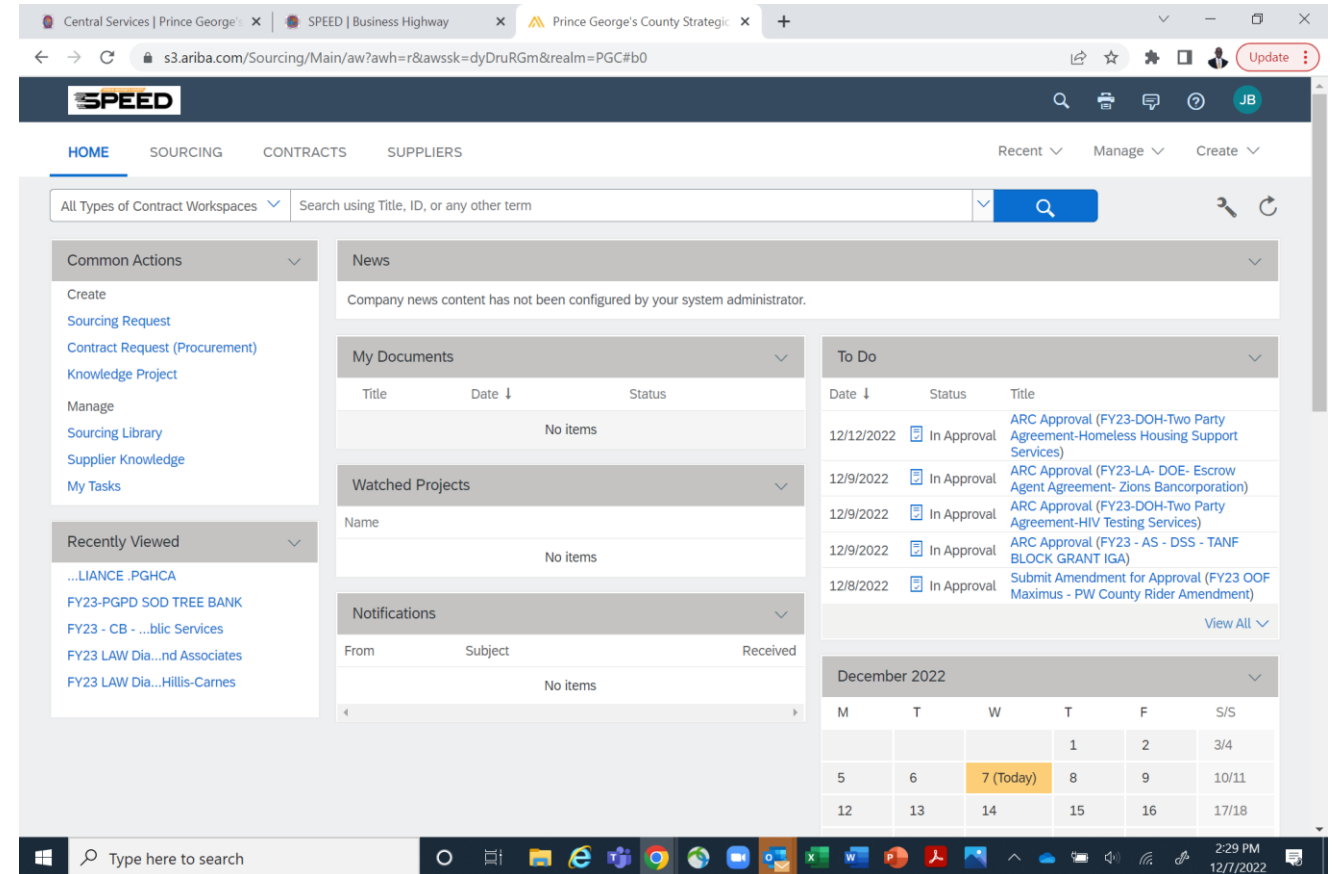 Central Services | Prince George's
SPEED | Business Highway
Prince George's County Strategic
s3.ariba.com/Sourcing/Main/aw?awh=r&awssk=dyDruRGm&realm=PGC#b0
Update
SPEED
JB
HOME SOURCING CONTRACTS SUPPLIERS
Recent Manage Create
All Types of Contract Workspaces Search using Title, ID, or any other term
Common Actions
Create
Sourcing Request
Contract Request (Procurement)
Knowledge Project
Manage
Sourcing Library
Supplier Knowledge
My Tasks
Recently Viewed
...LIANCE .PGHCA
FY23-PGPD SOD TREE BANK
FY23 - CB - ...blic Services
FY23 LAW Dia...nd Associates
FY23 LAW Dia...Hillis-Carnes
News
Company news content has not been configured by your system administrator.
My Documents
Title Date ↓ Status
No items
Watched Projects
Name
No items
Notifications
From Subject Received
No items
To Do
Date ↓ Status Title
12/12/2022 In Approval ARC Approval (FY23-DOH-Two Party
Agreement-Homeless Housing Support
Services)
12/9/2022 In Approval ARC Approval (FY23-LA- DOE- Escrow
Agent Agreement- Zions Bancorporation)
12/9/2022 In Approval ARC Approval (FY23-DOH-Two Party
Agreement-HIV Testing Services)
12/9/2022 In Approval ARC Approval (FY23 - AS - DSS - TANF
BLOCK GRANT IGA)
12/8/2022 In Approval Submit Amendment for Approval (FY23 OOF
Maximus - PW County Rider Amendment)
View All
December 2022
M T W T F S/S
1 2 3/4
5 6 7 (Today) 8 9 10/11
12 13 14 15 16 17/18
Type here to search
2:29 PM
12/7/2022